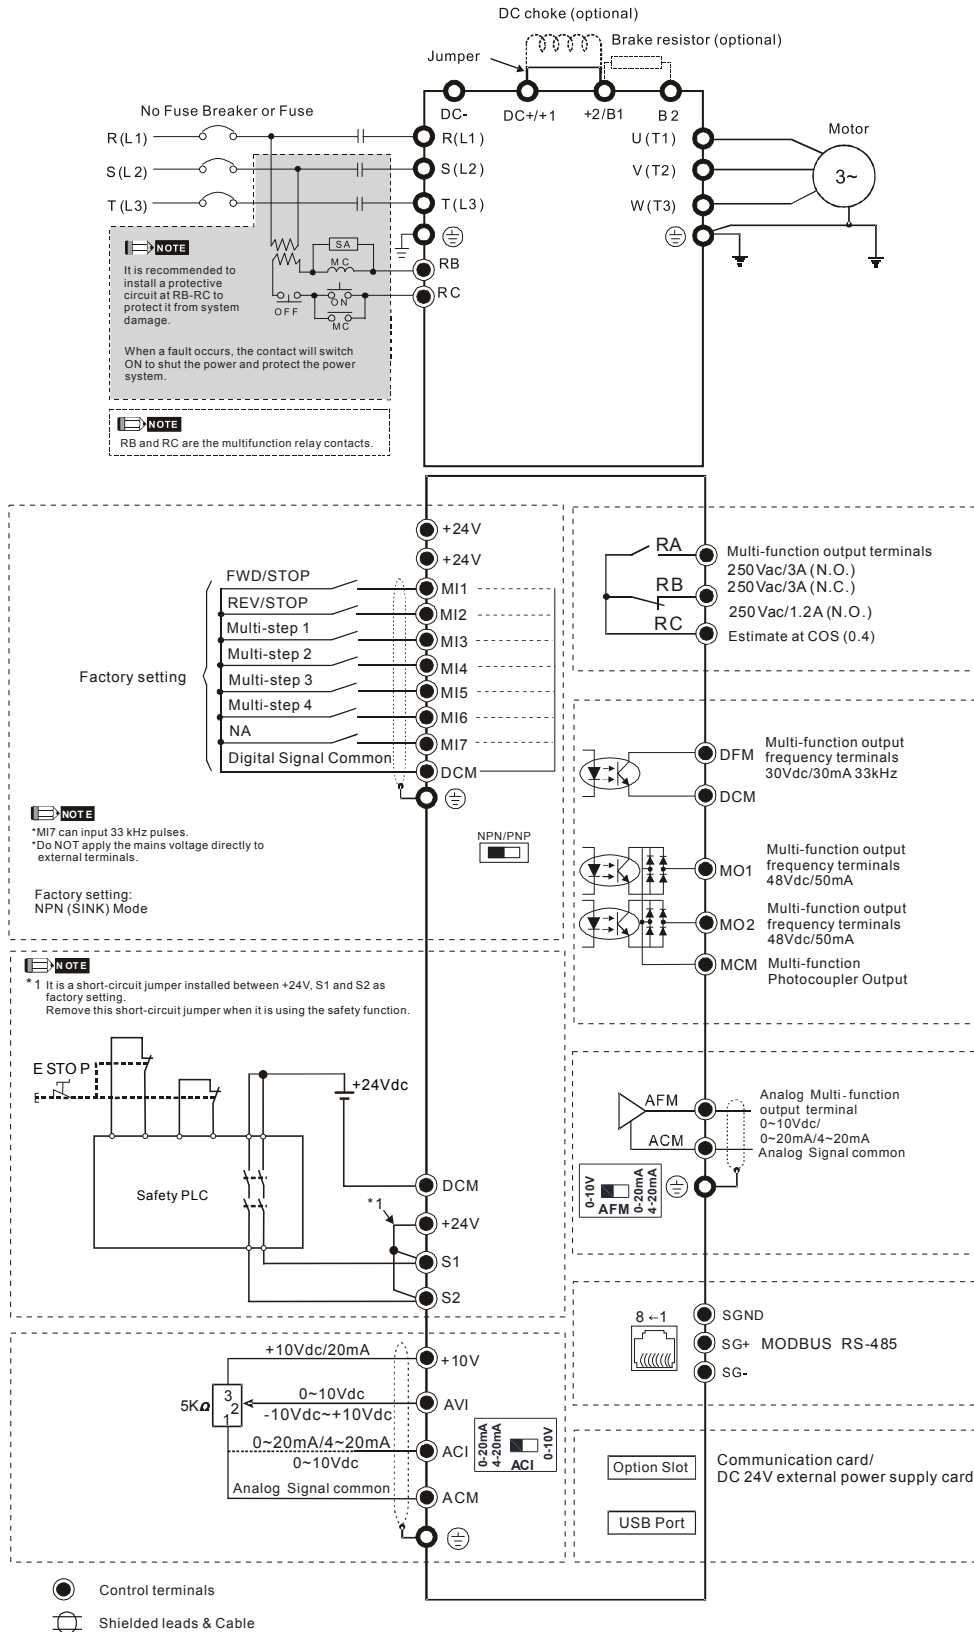 DC choke (optional)
Brake resistor (optional)
Jumper
DC-
DC+/+1
+2/B1
B2
No Fuse Breaker or Fuse
R(L1)
R(L1)
U(T1)
Motor
S(L2)
S(L2)
V(T2)
3~
T(L3)
T(L3)
W(T3)
NOTE
It is recommended to
install a protective
circuit at RB-RC to
protect it from system
damage.
When a fault occurs, the contact will switch
ON to shut the power and protect the power
system.
SA
MC
OFF
ON
MC
RB
RC
NOTE
RB and RC are the multifunction relay contacts.
+24V
+24V
Factory setting
FWD/STOP
MI1
REV/STOP
MI2
Multi-step 1
MI3
Multi-step 2
MI4
Multi-step 3
MI5
Multi-step 4
MI6
NA
MI7
Digital Signal Common
DCM
NOTE
*MI7 can input 33 kHz pulses.
*Do NOT apply the mains voltage directly to
external terminals.
NPN/PNP
Factory setting:
NPN (SINK) Mode
RA
RB
RC
Multi-function output terminals
250Vac/3A (N.O.)
250Vac/3A (N.C.)
250Vac/1.2A (N.O.)
Estimate at COS (0.4)
DFM
Multi-function output
frequency terminals
30Vdc/30mA 33kHz
DCM
MO1
Multi-function output
frequency terminals
48Vdc/50mA
MO2
Multi-function output
frequency terminals
48Vdc/50mA
MCM
Multi-function
Photocoupler Output
NOTE
*1 It is a short-circuit jumper installed between +24V, S1 and S2 as
factory setting.
Remove this short-circuit jumper when it is using the safety function.
ESTOP
+24Vdc
Safety PLC
DCM
*1
+24V
S1
S2
AFM
ACM
Analog Multi-function
output terminal
0~10Vdc/
0~20mA/4~20mA
Analog Signal common
0-10V
AFM
0-20mA
4-20mA
8←1
SGND
SG+ MODBUS RS-485
SG-
+10Vdc/20mA
+10V
5KΩ
3
2
1
0~10Vdc
-10Vdc~+10Vdc
AVI
0~20mA/4~20mA
0~10Vdc
ACI
0-20mA
4-20mA
ACI
0-10V
Analog Signal common
ACM
Option Slot
Communication card/
DC 24V external power supply card
USB Port
Control terminals
Shielded leads & Cable